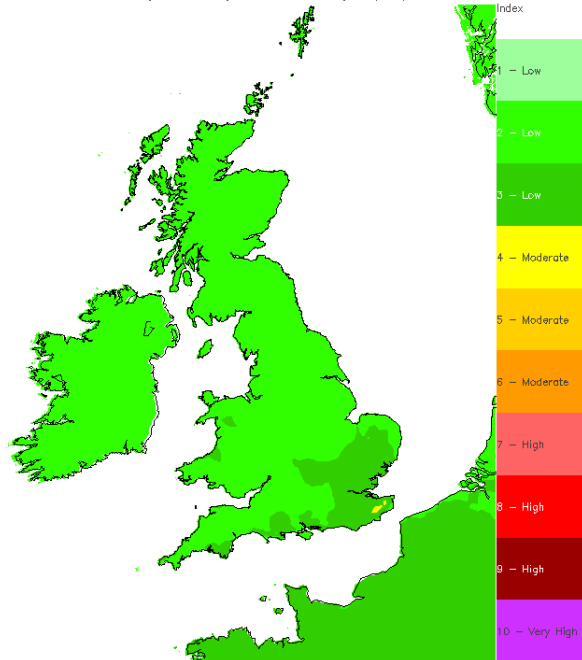 Index
1 - Low
2 - Low
3 - Low
4 - Moderate
5 - Moderate
6 - Moderate
7 - High
8 - High
9 - High
10 - Very High